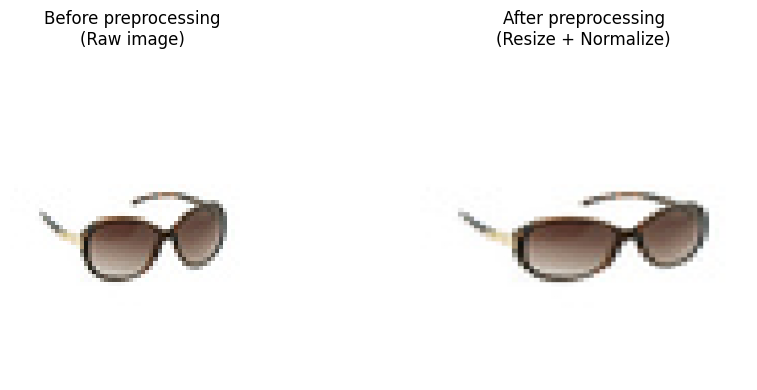 Before preprocessing
(Raw image)
After preprocessing
(Resize + Normalize)